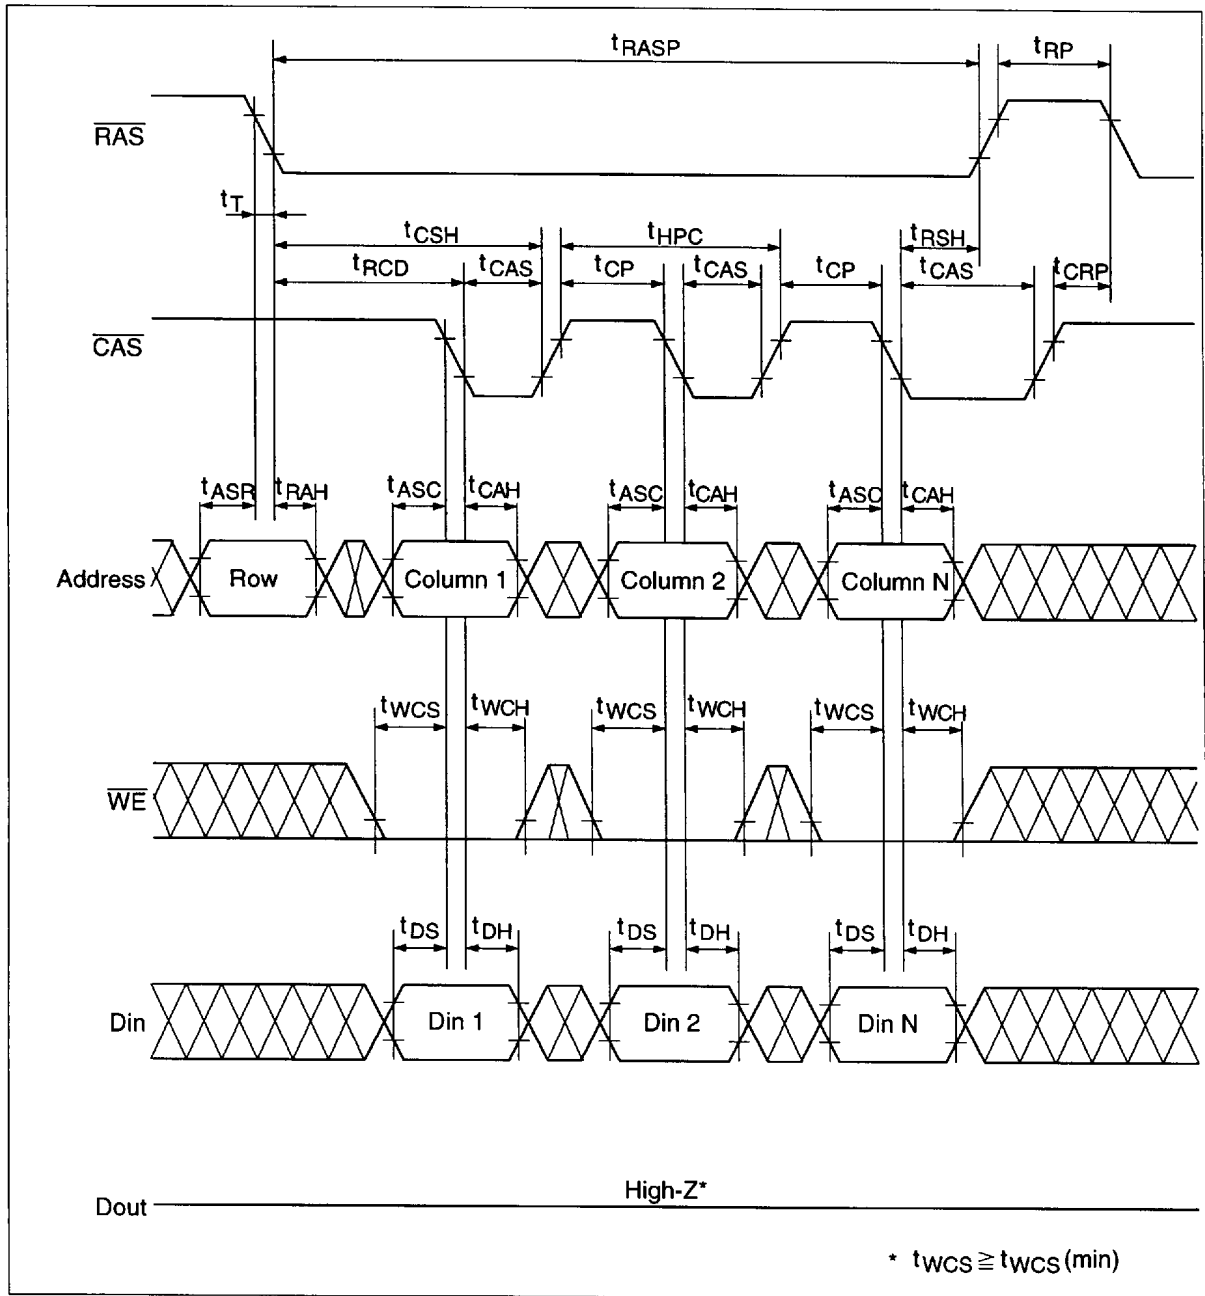 tRASP tRP
RAS
tT
tCSH tHPC tRSH
tRCD tCAS tCP tCAS tCP tCAS tCRP
CAS
tASR tRAH tASC tCAH tASC tCAH tASC tCAH
Address Row Column 1 Column 2 Column N
tWCS tWCH tWCS tWCH tWCS tWCH
WE
tDS tDH tDS tDH tDS tDH
Din Din 1 Din 2 Din N
High-Z*
Dout
* tWCS ≧ tWCS (min)